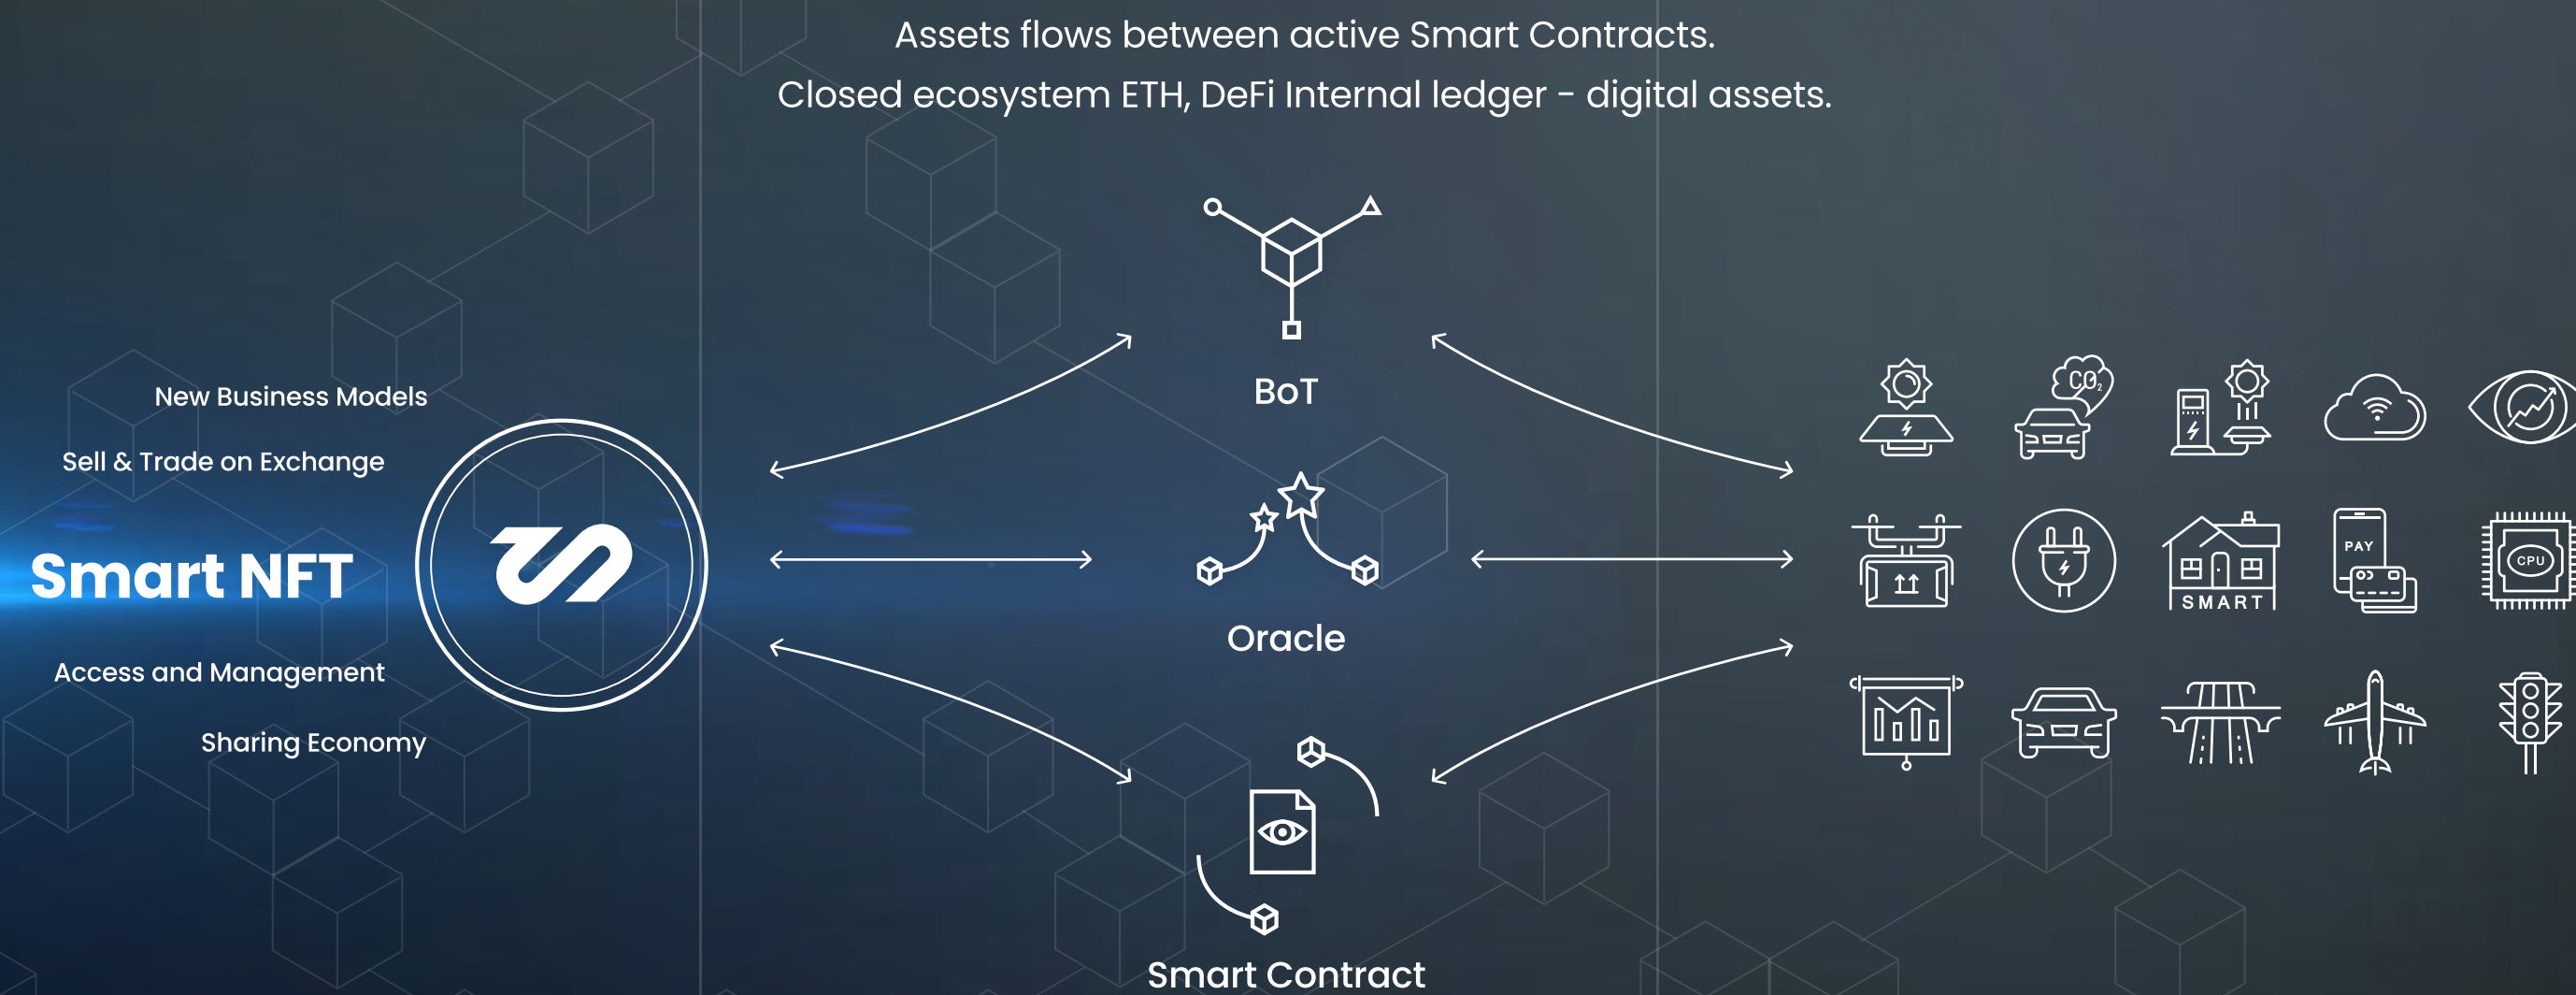 Assets flows between active Smart Contracts.
Closed ecosystem ETH, DeFi Internal ledger - digital assets.
New Business Models
Sell & Trade on Exchange
Smart NFT
Access and Management
Sharing Economy
BoT
Oracle
Smart Contract
CO₂
PAY
CPU
SMART